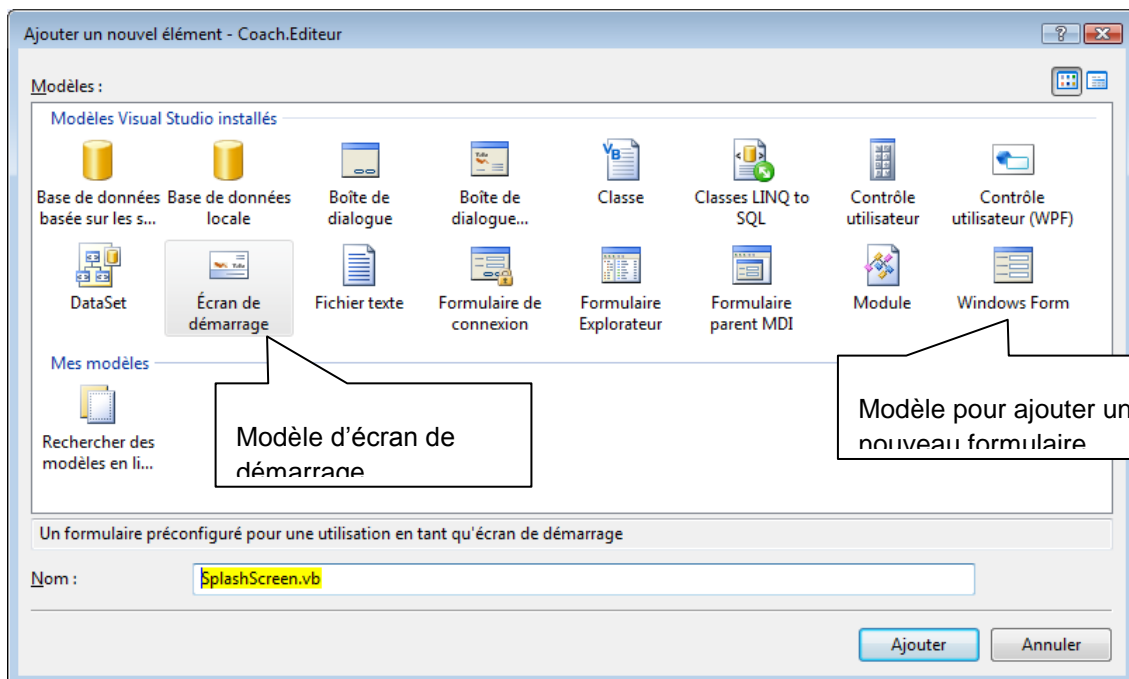 Ajouter un nouvel élément - Coach.Editeur
Modèles :
Modèles Visual Studio installés
Base de données basée sur les s...
Base de données locale
Boîte de dialogue
Boîte de dialogue...
Classe
Classes LINQ to SQL
Contrôle utilisateur
Contrôle utilisateur (WPF)
DataSet
Écran de démarrage
Fichier texte
Formulaire de connexion
Formulaire Explorateur
Formulaire parent MDI
Module
Windows Form
Mes modèles
Rechercher des modèles en li...
Modèle d'écran de
démarrage
Modèle pour ajouter un
nouveau formulaire
Un formulaire préconfiguré pour une utilisation en tant qu'écran de démarrage
Nom :
SplashScreen.vb
Ajouter
Annuler